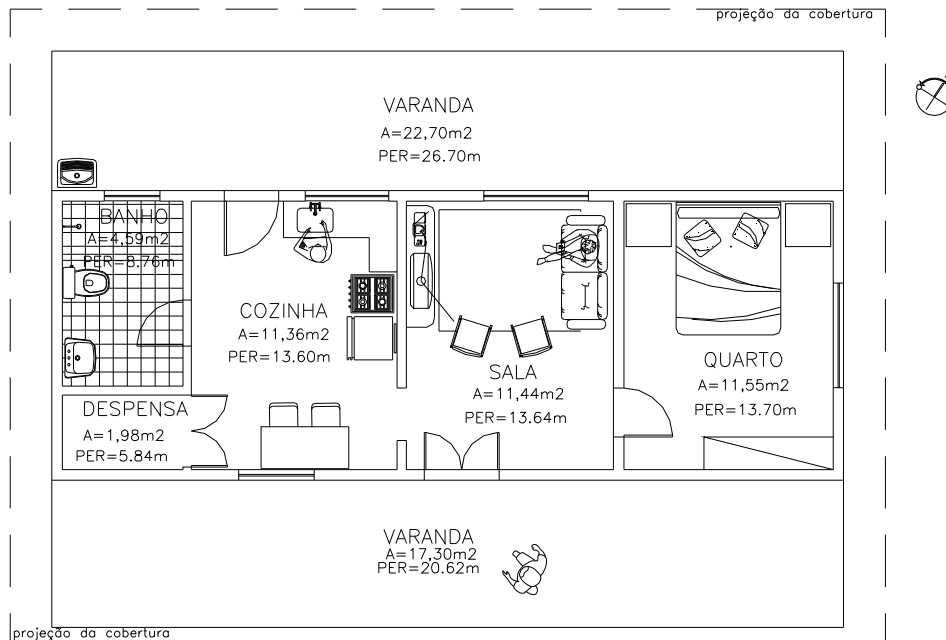 projeção da cobertura
VARANDA
A=22,70m2
PER=26.70m
BANHO
A=4,59m2
PER=8.76m
COZINHA
A=11,36m2
PER=13.60m
SALA
A=11,44m2
PER=13.64m
QUARTO
A=11,55m2
PER=13.70m
DESPENSA
A=1,98m2
PER=5.84m
VARANDA
A=17,30m2
PER=20.62m
projeção da cobertura